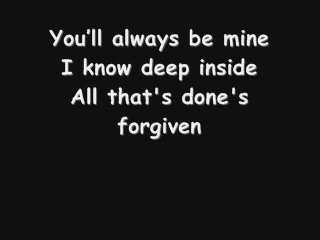 You’ll always be mine
I know deep inside
All that's done's
forgiven